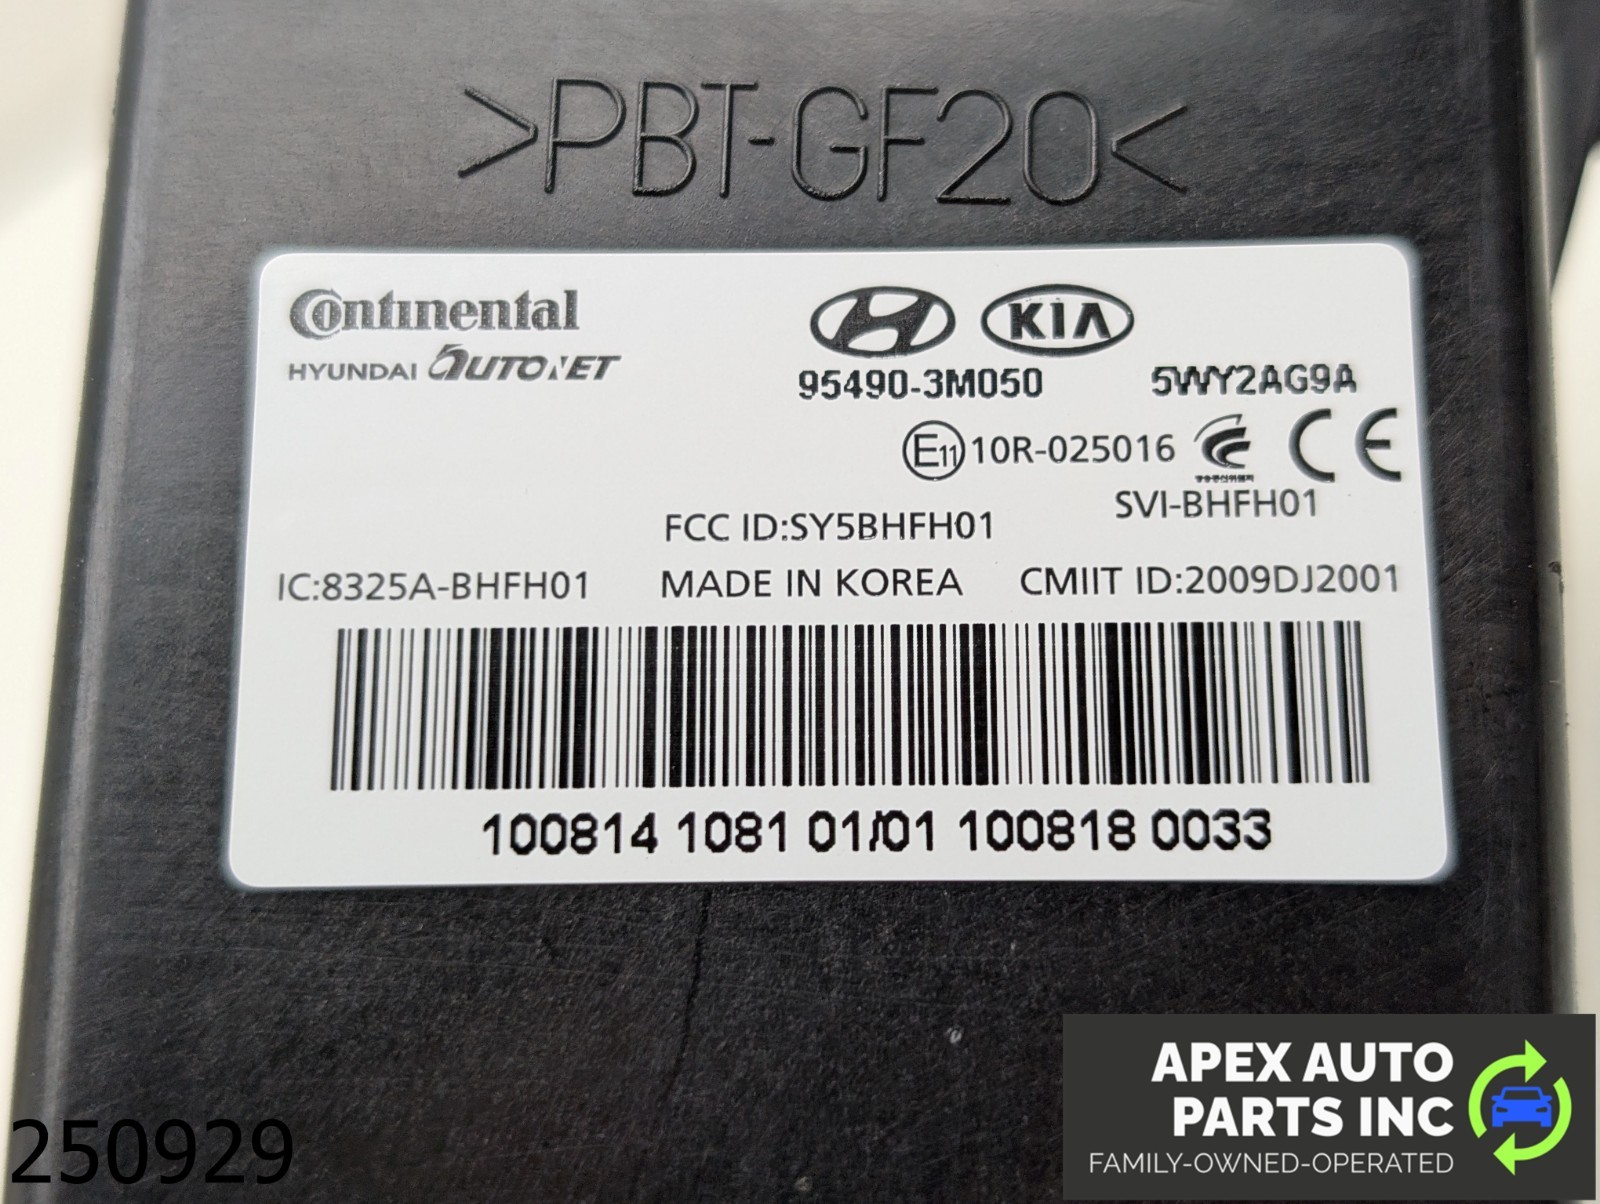 >PBT-GF20<
Continental
HYUNDAI AUTONET
KIA
95490-3M050 5WY2AG9A
E11 10R-025016 CE
SVI-BHFH01
FCC ID:SY5BHFH01
IC:8325A-BHFH01 MADE IN KOREA CMIIT ID:2009DJ2001
100814 1081 01/01 100818 0033
250929
APEX AUTO
PARTS INC
FAMILY-OWNED-OPERATED